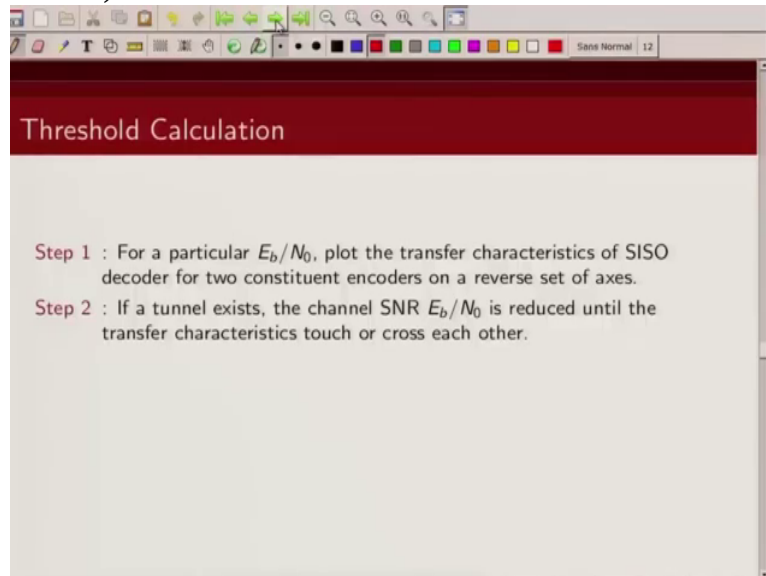 T
Sans Normal 12
Threshold Calculation
Step 1 : For a particular E_b/N_0, plot the transfer characteristics of SISO
decoder for two constituent encoders on a reverse set of axes.
Step 2 : If a tunnel exists, the channel SNR E_b/N_0 is reduced until the
transfer characteristics touch or cross each other.